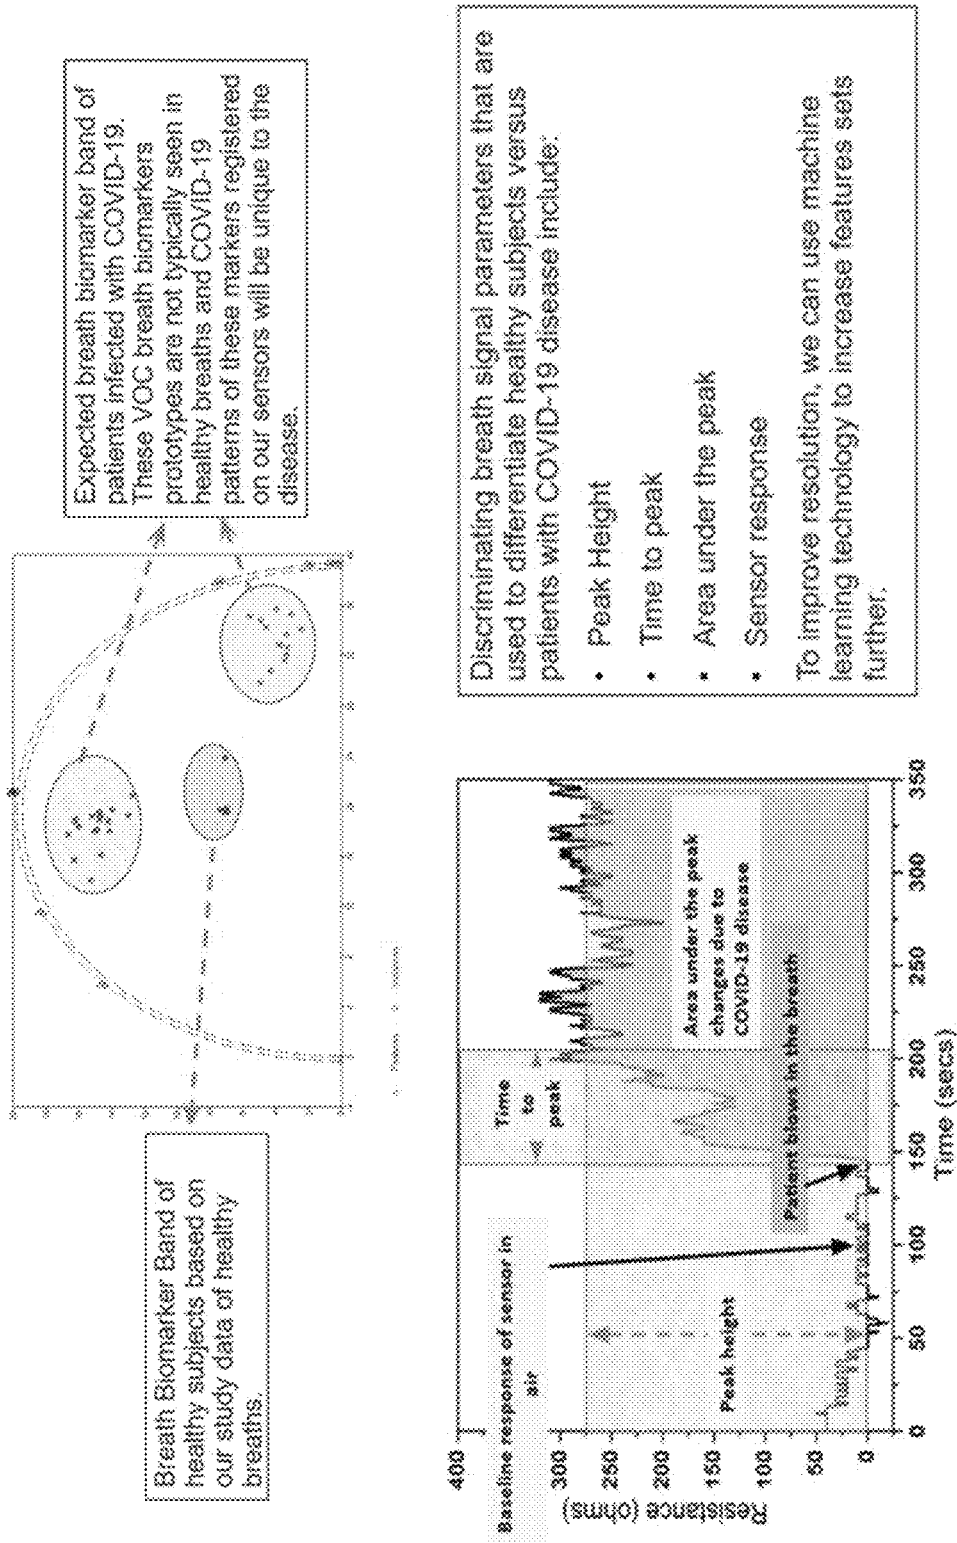 Breath Biomarker Band of
healthy subjects based on
our study data of healthy
breaths.
Expected breath biomarker band of
patients infected with COVID-19.
These VOC breath biomarkers
prototypes are not typically seen in
healthy breaths and COVID-19
patterns of these markers registered
on our sensors will be unique to the
disease.
400
300
250
200
150
100
50
0
Resistance (ohms)
Baseline response of sensor in
air
Time
to
peak
Peak height
Patient blows in the breath
Area under the peak
changes due to
COVID-19 disease
0
50
100
150
200
250
300
350
Time (secs)
Discriminating breath signal parameters that are
used to differentiate healthy subjects versus
patients with COVID-19 disease include:
• Peak Height
• Time to peak
• Area under the peak
• Sensor response
To improve resolution, we can use machine
learning technology to increase features sets
further.